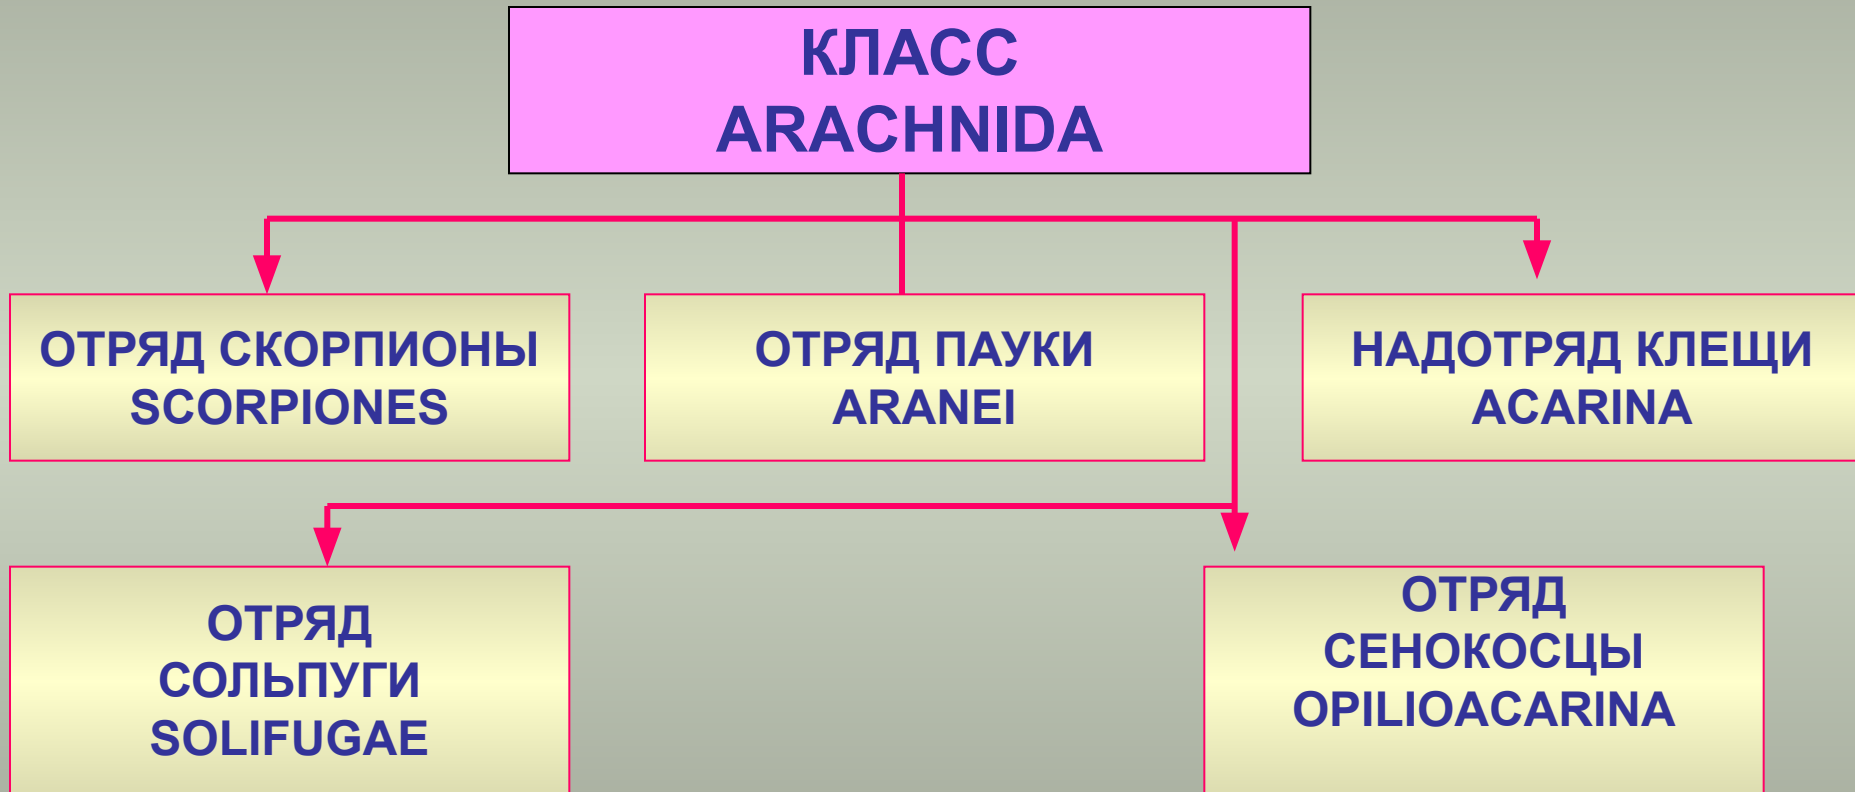 КЛАСС
ARACHNIDA
ОТРЯД СКОРПИОНЫ
SCORPIONES
ОТРЯД ПАУКИ
ARANEI
НАДОТРЯД КЛЕЩИ
ACARINA
ОТРЯД
СОЛЬПУГИ
SOLIFUGAE
ОТРЯД
СЕНОКОСЦЫ
OPILIOACARINA